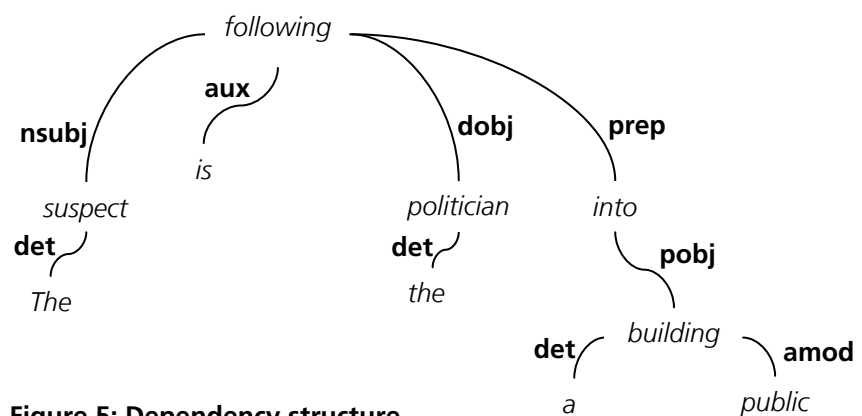 following
aux
nsubj
dobj
prep
is
suspect
politician
into
det
det
pobj
The
the
building
det
amod
a
public
Figure 5: Dependency structure